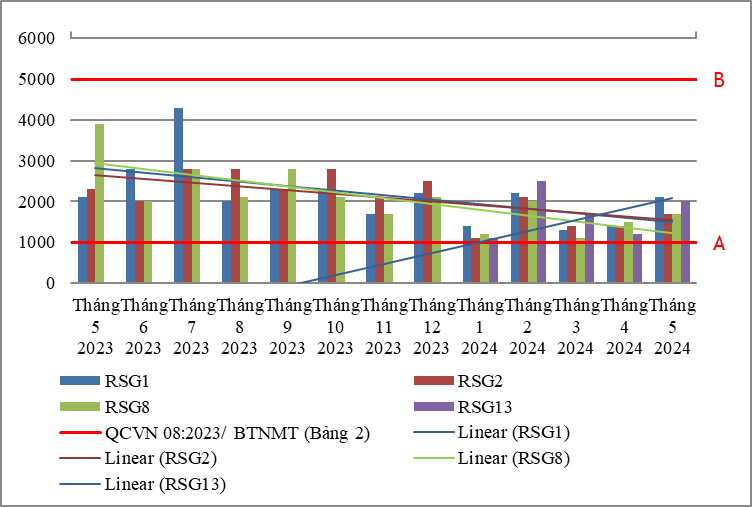 6000
5000
B
4000
3000
2000
1000
A
0
Tháng 5 2023
Tháng 6 2023
Tháng 7 2023
Tháng 8 2023
Tháng 9 2023
Tháng 10 2023
Tháng 11 2023
Tháng 12 2023
Tháng 1 2024
Tháng 2 2024
Tháng 3 2024
Tháng 4 2024
Tháng 5 2024
RSG1
RSG2
RSG8
RSG13
QCVN 08:2023/ BTNMT (Bảng 2)
Linear (RSG1)
Linear (RSG2)
Linear (RSG8)
Linear (RSG13)